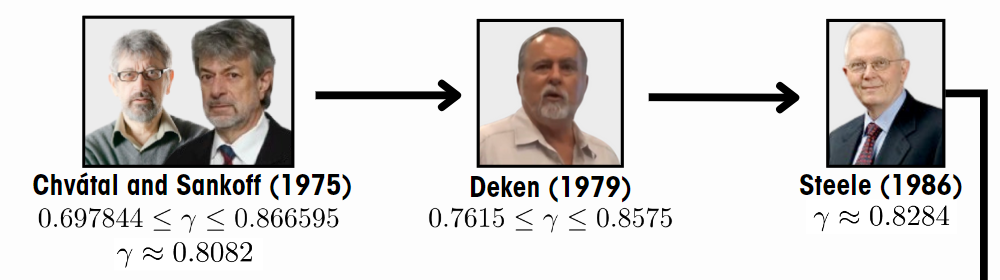 Chvátal and Sankoff (1975)
0.697844 ≤ γ ≤ 0.866595
γ ≈ 0.8082
Deken (1979)
0.7615 ≤ γ ≤ 0.8575
Steele (1986)
γ ≈ 0.8284